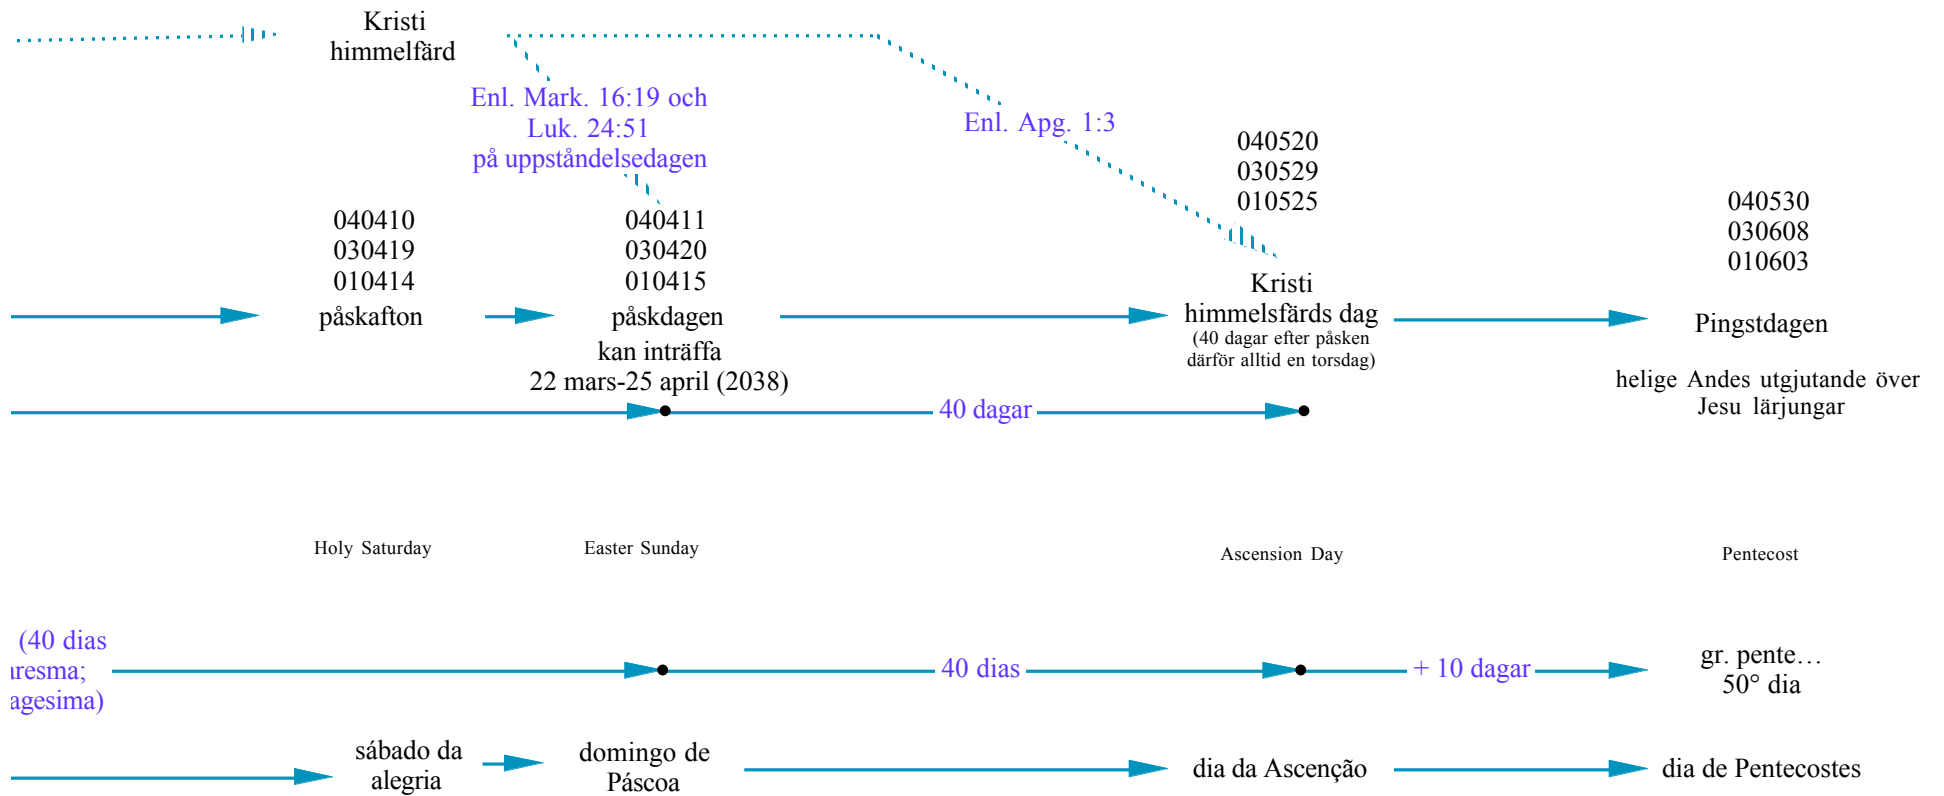 Kristi
himmelfärd
Enl. Mark. 16:19 och
Luk. 24:51
på uppståndelsedagen
Enl. Apg. 1:3
040520
030529
010525
040410
030419
010414
påskafton
040411
030420
010415
påskdagen
kan inträffa
22 mars-25 april (2038)
Kristi
himmelsfärds dag
(40 dagar efter påsken
därför alltid en torsdag)
040530
030608
010603
Pingstdagen
helige Andes utgjutande över
Jesu lärjungar
40 dagar
Holy Saturday
Easter Sunday
Ascension Day
Pentecost
(40 dias
aresma;
agesima)
40 dias
+ 10 dagar
gr. pente…
50° dia
sábado da
alegria
domingo de
Páscoa
dia da Ascenção
dia de Pentecostes